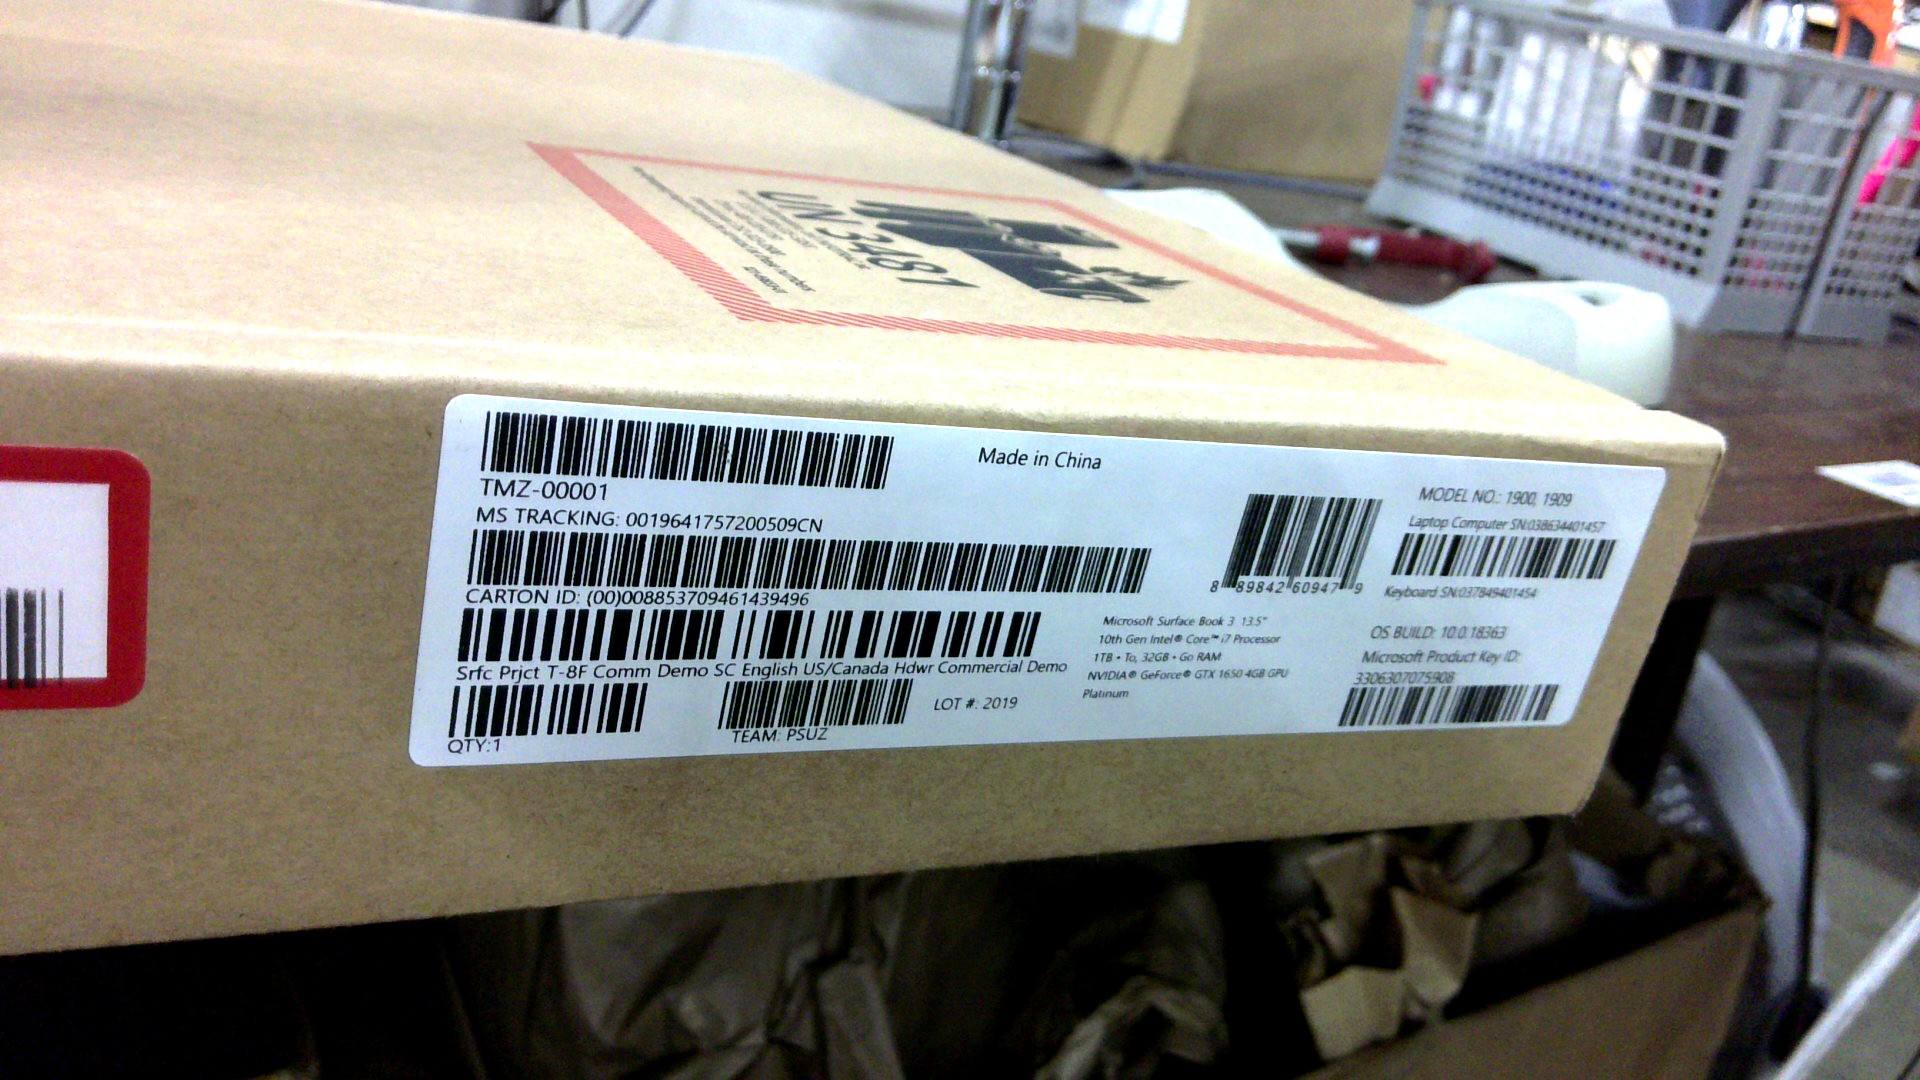 UN 3481
TMZ-00001
Made in China
MS TRACKING: 0019641757200509CN
CARTON ID: (00)008853709461439496
Srfc Prjct T-8F Comm Demo SC English US/Canada Hdwr Commercial Demo
QTY:1
TEAM: PSUZ
LOT #: 2019
8 89842 60947 9
Microsoft Surface Book 3 13.5"
10th Gen Intel® Core™ i7 Processor
1TB • To, 32GB • Go RAM
NVIDIA® GeForce® GTX 1650 4GB GPU
Platinum
MODEL NO.: 1900, 1909
Laptop Computer SN:038634401457
Keyboard SN:037849401454
OS BUILD: 10.0.18363
Microsoft Product Key ID:
3306307075908